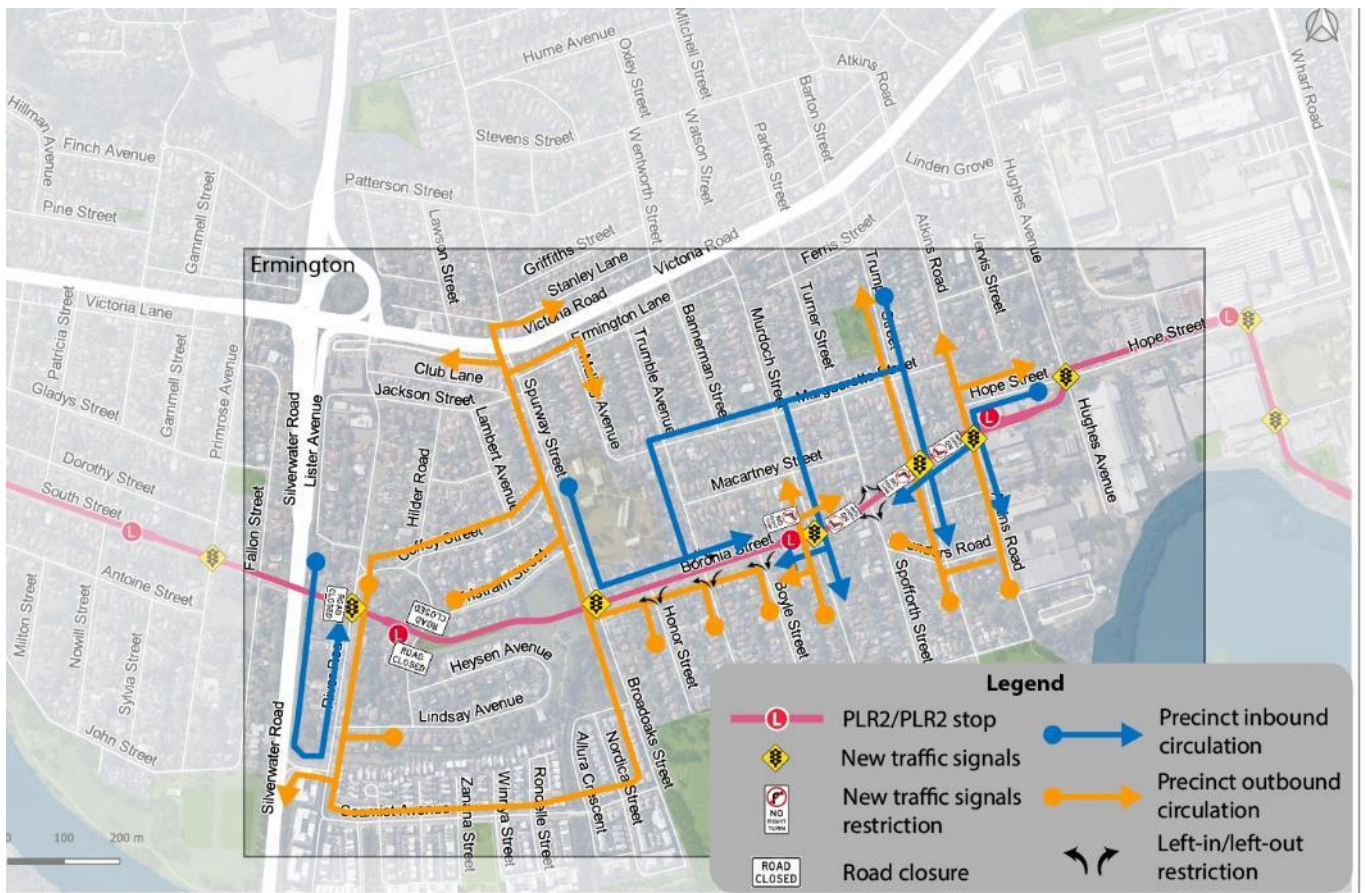 Hume Avenue
Oxley Street
Mitchell Street
Atkins Road
Wharf Road
Hillman Avenue
Finch Avenue
Stevens Street
Wentworth Street
Watson Street
Parkes Street
Barton Street
Linden Grove
Hughes Avenue
Pine Street
Gammell Street
Patterson Street
Lawson Street
Griffiths Street
Stanley Lane
Victoria Road
Victoria Road
Ermington Lane
Ferris Street
Atkins Road
Jervis Street
Ermington
Victoria Lane
Patricia Street
Gladys Street
Gammell Street
Primrose Avenue
Silverwater Road
Lister Avenue
Club Lane
Jackson Street
Lambert Avenue
Spurway Street
Trumble Avenue
Bannerman Street
Murdoch Street
Turner Street
Hope Street
Hope Street
Hughes Avenue
Dorothy Street
South Street
Fallon Street
Hilder Road
Macartney Street
Antoine Street
Milton Street
Nowill Street
Sylvia Street
John Street
Boronia Street
Honor Street
Boyle Street
Spofforth Street
ROAD CLOSED
ROAD CLOSED
ROAD CLOSED
Heysen Avenue
Lindsay Avenue
Silverwater Road
Broadoaks Street
Nordica Street
Allura Crescent
Rondelle Street
Winnya Street
Zanana Street
L
L
L
L
L
100
200 m
Legend
L
PLR2/PLR2 stop
New traffic signals
NO
RIGHT
TURN
New traffic signals
restriction
ROAD
CLOSED
Road closure
Precinct inbound
circulation
Precinct outbound
circulation
Left-in/left-out
restriction